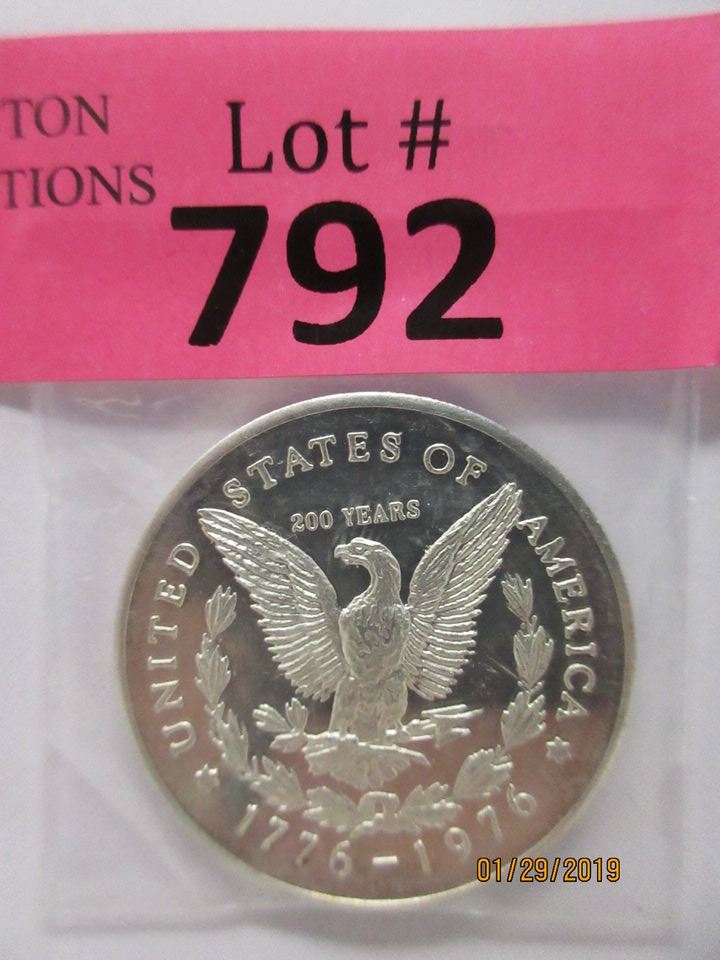 TON
TIONS
Lot #
792
UNITED STATES OF AMERICA
200 YEARS
1776-1976
01/29/2019